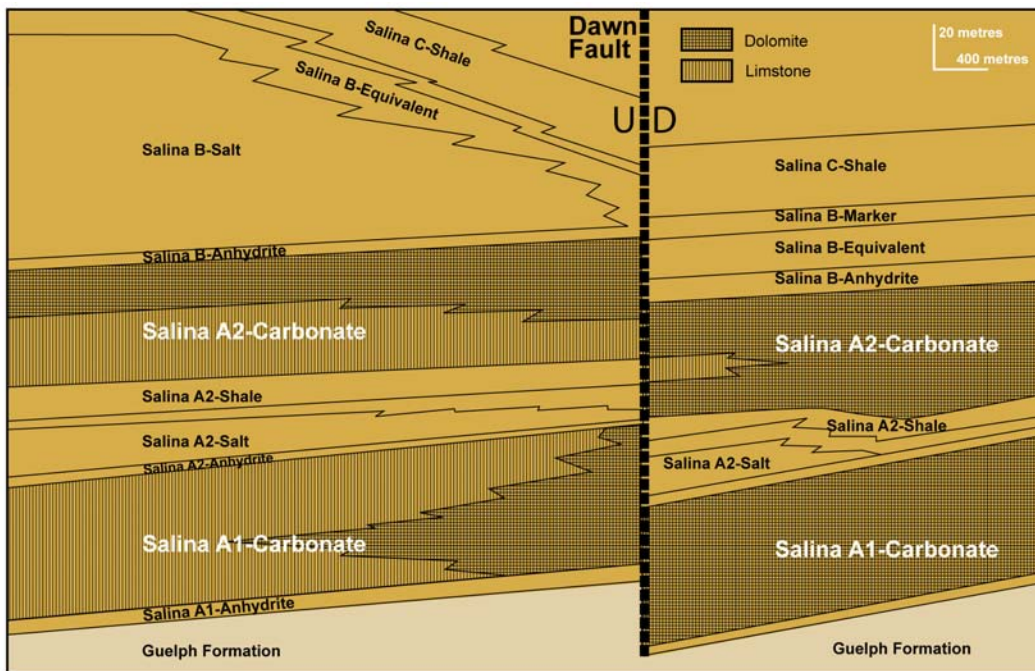 Dawn
Fault
U D
Dolomite
Limstone
20 metres
400 metres
Salina C-Shale
Salina B-Equivalent
Salina B-Salt
Salina B-Anhydrite
Salina A2-Carbonate
Salina A2-Shale
Salina A2-Salt
Salina A2-Anhydrite
Salina A1-Carbonate
Salina A1-Anhydrite
Guelph Formation
Salina C-Shale
Salina B-Marker
Salina B-Equivalent
Salina B-Anhydrite
Salina A2-Carbonate
Salina A2-Shale
Salina A2-Salt
Salina A1-Carbonate
Guelph Formation